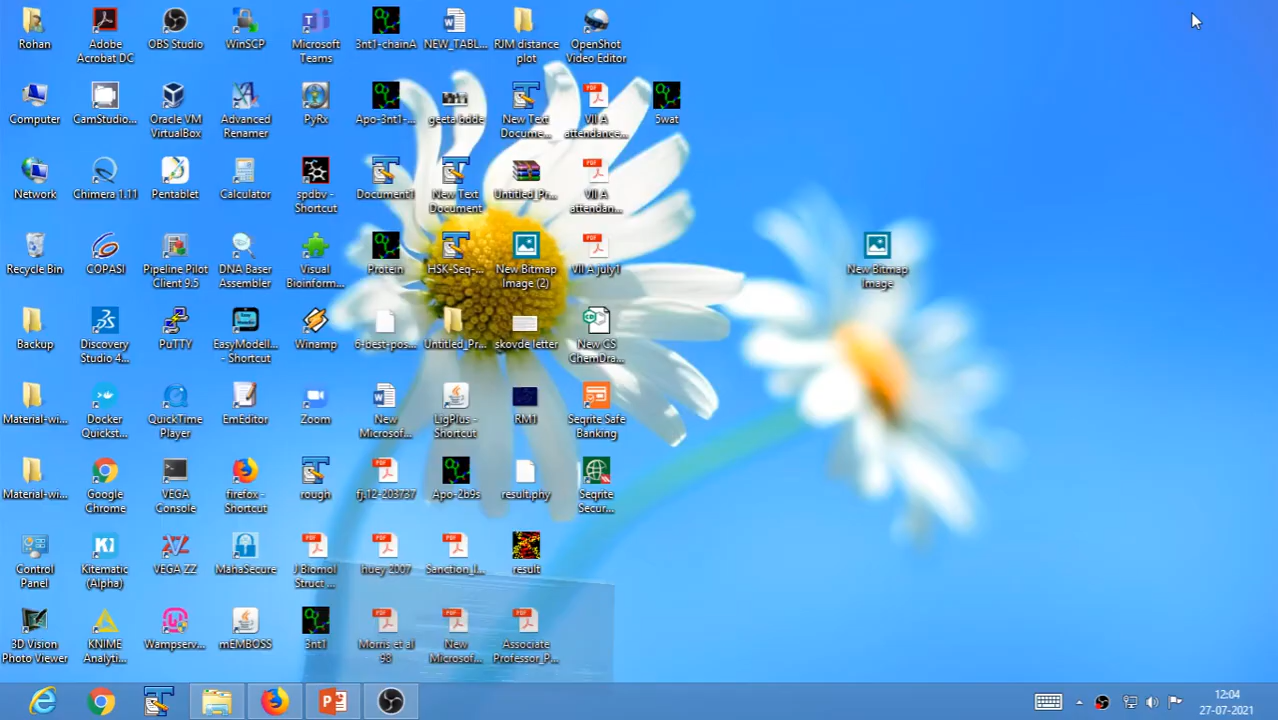 Rohan
Adobe
Acrobat DC
OBS Studio
WinSCP
Microsoft
Teams
3nt1-chainA
NEW_TABL...
RJM distance
plot
OpenShot
Video Editor
Computer
CamStudio...
Oracle VM
VirtualBox
Advanced
Renamer
PyRx
Apo-3nt1-...
geeta bdde
New Text
Docume...
VII A
attendance...
5wat
Network
Chimera 1.11
Pentablet
Calculator
spdbv -
Shortcut
Document1
New Text
Document
Untitled_Pr...
VII A
attendan...
Recycle Bin
COPASI
Pipeline Pilot
Client 9.5
DNA Baser
Assembler
Visual
Bioinform...
Protein
HSK-Seq-...
New Bitmap
Image (2)
VII A july1
New Bitmap
Image
Backup
Discovery
Studio 4...
PuTTY
EasyModell...
- Shortcut
Winamp
6-best-pos...
Untitled_Pr...
skovde letter
New CS
ChemDra...
Material-wi...
Docker
Quickst...
QuickTime
Player
EmEditor
Zoom
New
Microsof...
LigPlus -
Shortcut
RM1
Seqrite Safe
Banking
Material-wi...
Google
Chrome
VEGA
Console
firefox -
Shortcut
rough
fj.12-203737
Apo-2b9s
result.phy
Seqrite
Secur...
Control
Panel
Kitematic
(Alpha)
VEGA ZZ
MahaSecure
J Biomol
Struct ...
huey 2007
Sanction_l...
result
3D Vision
Photo Viewer
KNIME
Analyti...
Wampserv...
mEMBOSS
3nt1
Morris et al
98
New
Microsof...
Associate
Professor_P...
12:04
27-07-2021